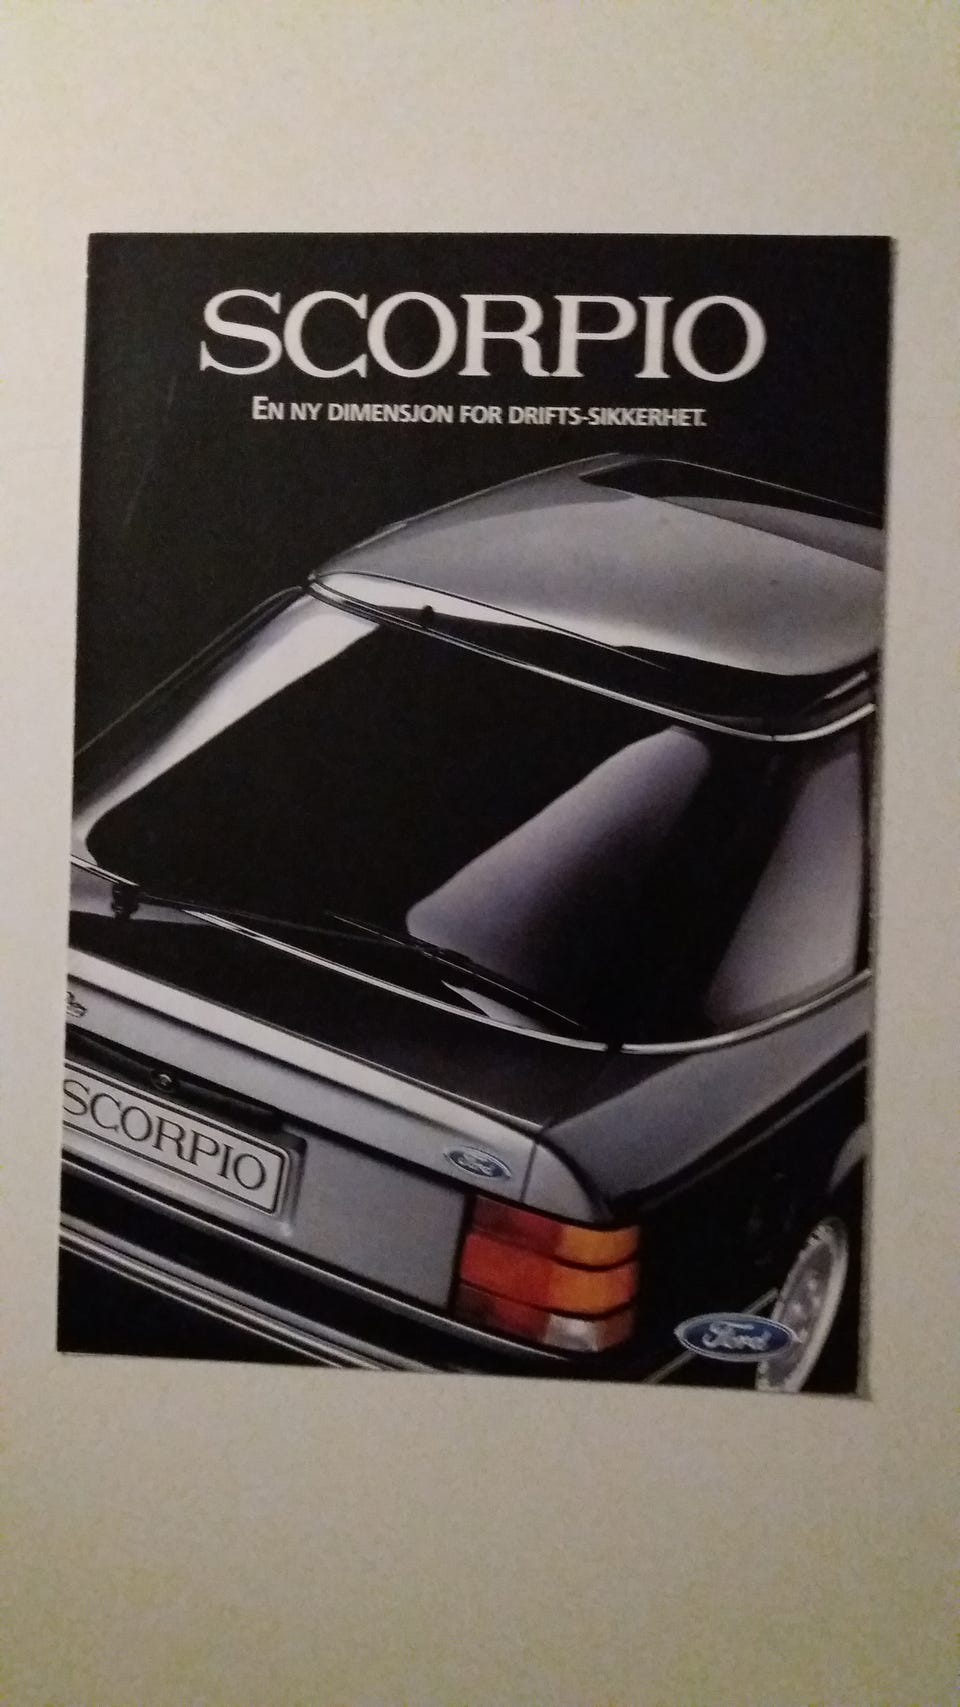 SCORPIO
EN NY DIMENSJON FOR DRIFTS-SIKKERHET.
SCORPIO
Ford
Ford